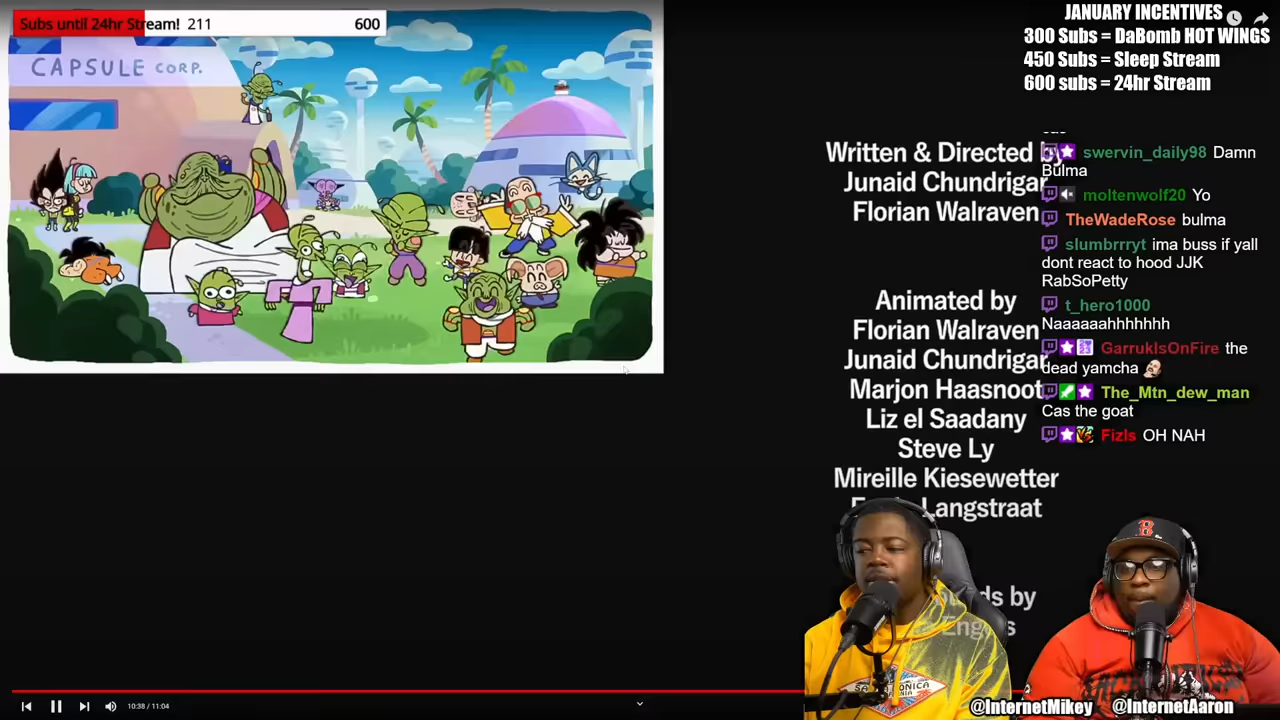 Subs until 24hr Stream! 211 600
CAPSULE CORP.
JANUARY INCENTIVES
300 Subs = DaBomb HOT WINGS
450 Subs = Sleep Stream
600 subs = 24hr Stream
Written & Directed
Junaid Chundrigar
Florian Walraven
Animated by
Florian Walraven
Junaid Chundrigar
Marjon Haasnoot
Liz el Saadany
Steve Ly
Mireille Kiesewetter
Langstraat
by
swervin_daily98 Damn
Bulma
moltenwolf20 Yo
TheWadeRose bulma
slumbrrryt ima buss if yall
dont react to hood JJK
RabSoPetty
t_hero1000
Naaaaaahhhhhhh
GarrukIsOnFire the
dead yamcha
The_Mtn_dew_man
Cas the goat
Fizls OH NAH
B
@InternetMikey @InternetAaron
10:38 / 11:04